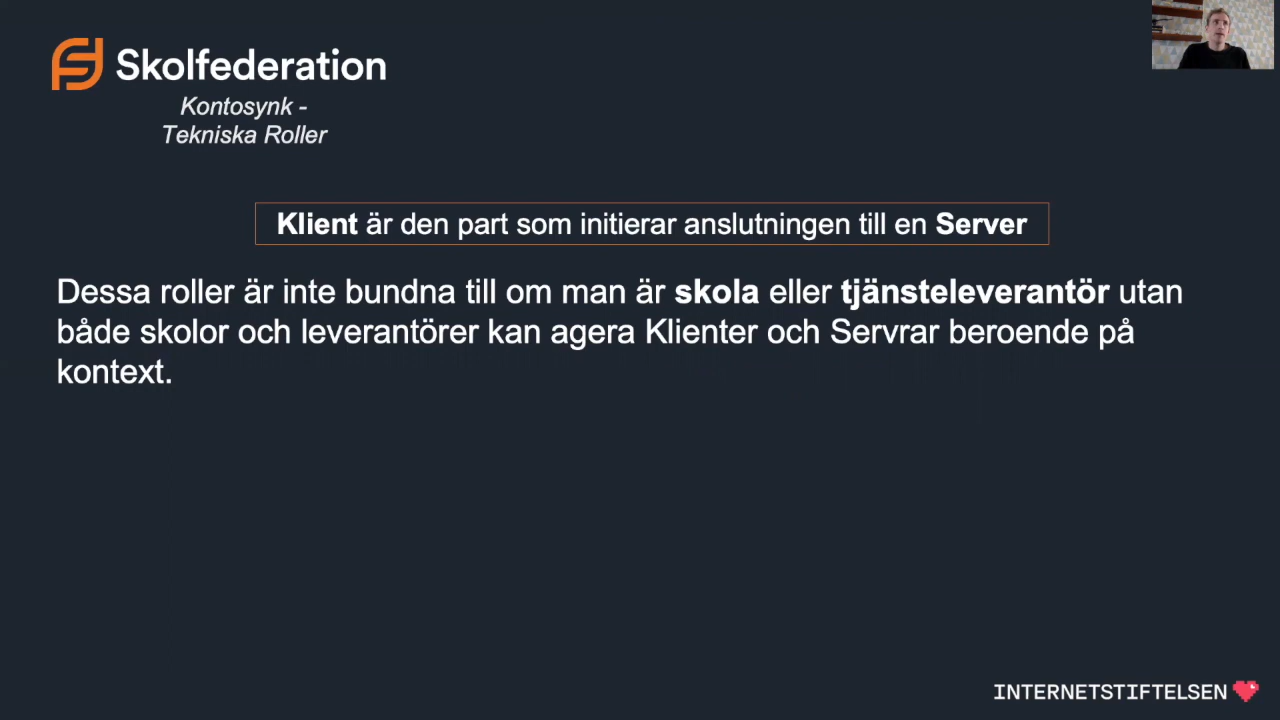 Skolfederation
Kontosynk -
Tekniska Roller
Klient är den part som initierar anslutningen till en Server
Dessa roller är inte bundna till om man är skola eller tjänsteleverantör utan
både skolor och leverantörer kan agera Klienter och Servrar beroende på
kontext.
INTERNETSTIFTELSEN